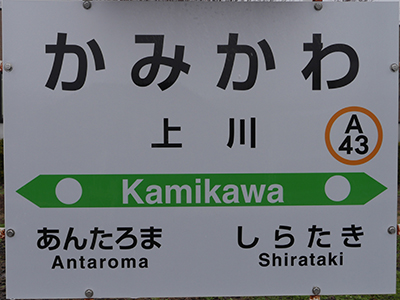 かみかわ
上川
A
43
Kamikawa
あんたろま しらたき
Antaroma Shirataki